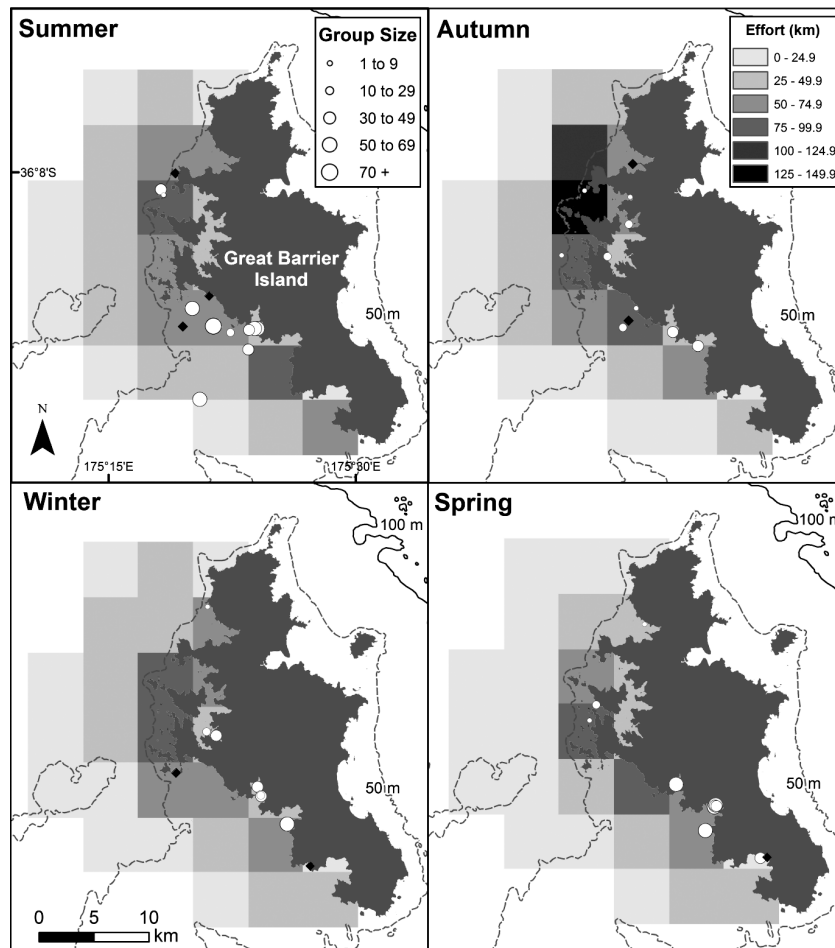 Summer
Group Size
1 to 9
10 to 29
30 to 49
50 to 69
70 +
36°8'S
Great Barrier
Island
50 m
N
175°15'E
175°30'E
Autumn
Effort (km)
0 - 24.9
25 - 49.9
50 - 74.9
75 - 99.9
100 - 124.9
125 - 149.9
50 m
Winter
100 m
50 m
0 5 10
km
Spring
100 m
50 m